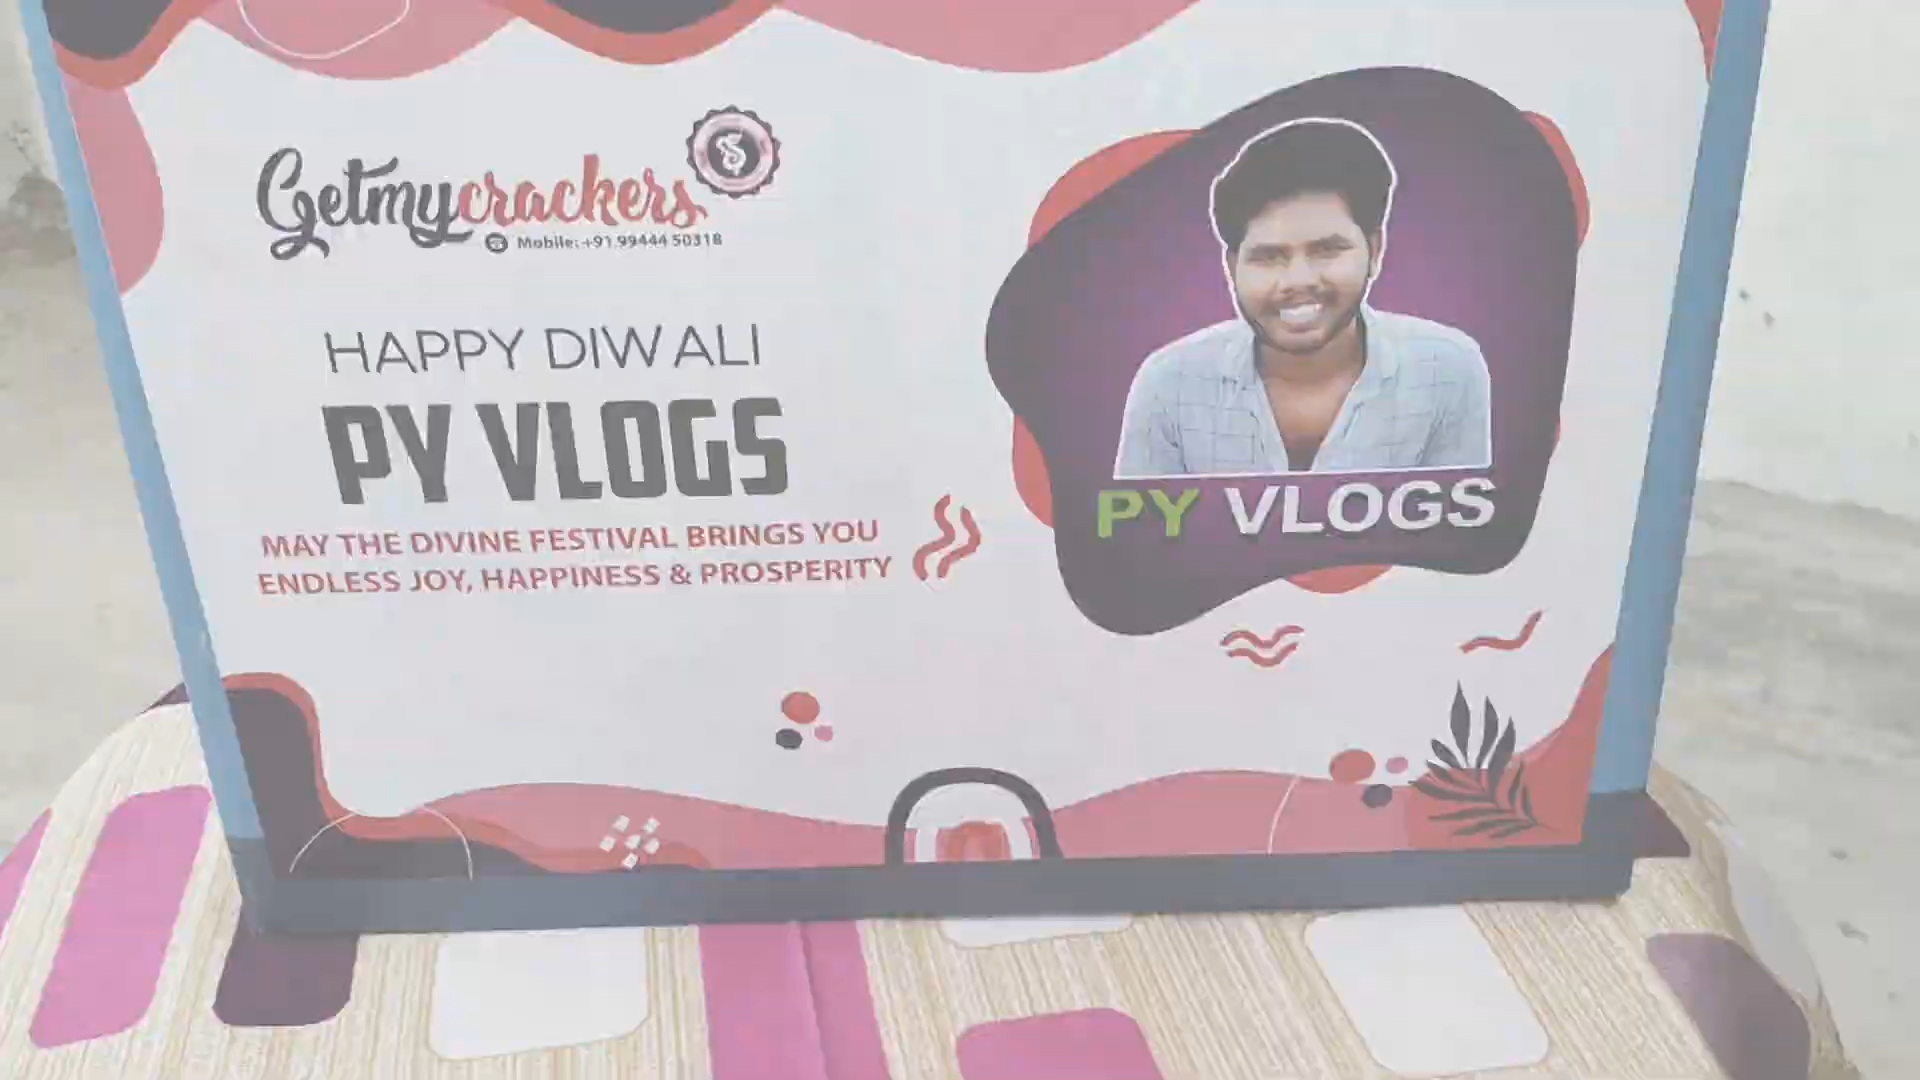 Getmycrackers
Mobile: +91 99444 50318
HAPPY DIWALI
PY VLOGS
MAY THE DIVINE FESTIVAL BRINGS YOU
ENDLESS JOY, HAPPINESS & PROSPERITY
PY VLOGS